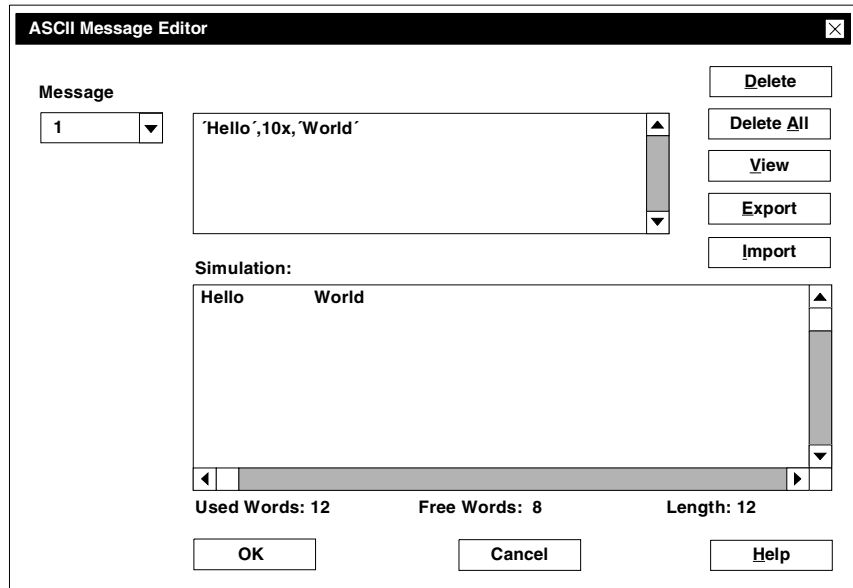 ASCII Message Editor
Message
1
´Hello´,10x,´World´
Delete
Delete All
View
Export
Import
Simulation:
Hello World
Used Words: 12 Free Words: 8 Length: 12
OK Cancel Help